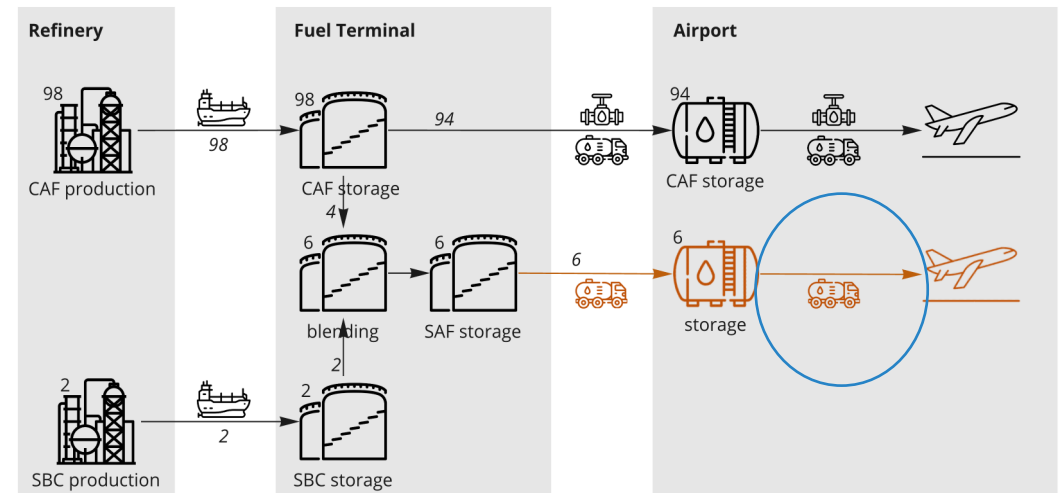 Refinery
Fuel Terminal
Airport
98
98
94
94
98
CAF production
CAF storage
CAF storage
4
6
6
6
6
blending
SAF storage
storage
2
2
2
2
SBC production
SBC storage